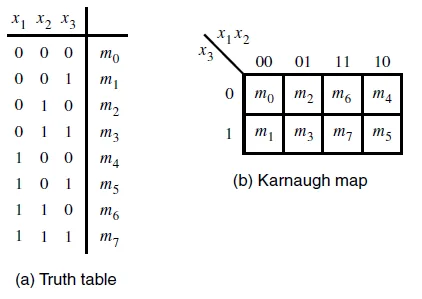 x1 x2 x3
0 0 0 m0
0 0 1 m1
0 1 0 m2
0 1 1 m3
1 0 0 m4
1 0 1 m5
1 1 0 m6
1 1 1 m7
(a) Truth table
x1x2
x3
00 01 11 10
0 m0 m2 m6 m4
1 m1 m3 m7 m5
(b) Karnaugh map